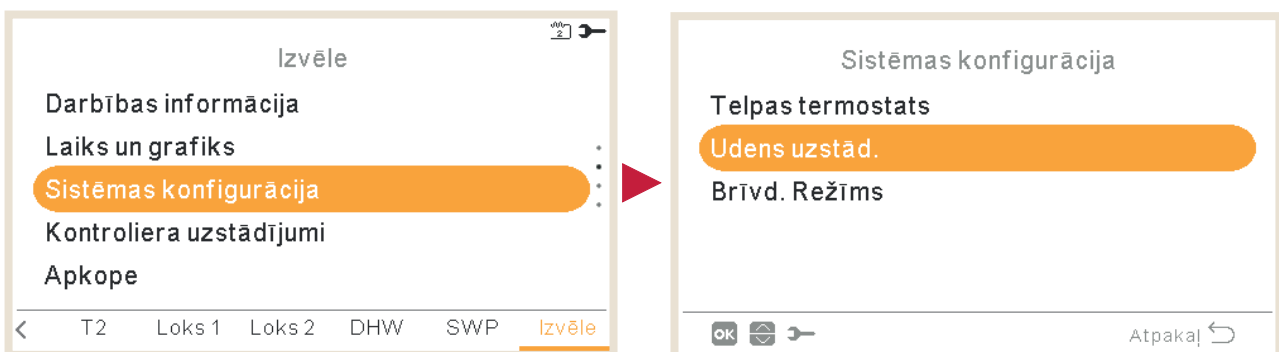 2
Izvēle
Darbības informācija
Laiks un grafiks
Sistēmas konfigurācija
Kontroliera uzstādījumi
Apkope
T2 Loks 1 Loks 2 DHW SWP Izvēle
Sistēmas konfigurācija
Telpas termostats
Udens uzstād.
Brīvd. Režīms
OK Atpakaļ